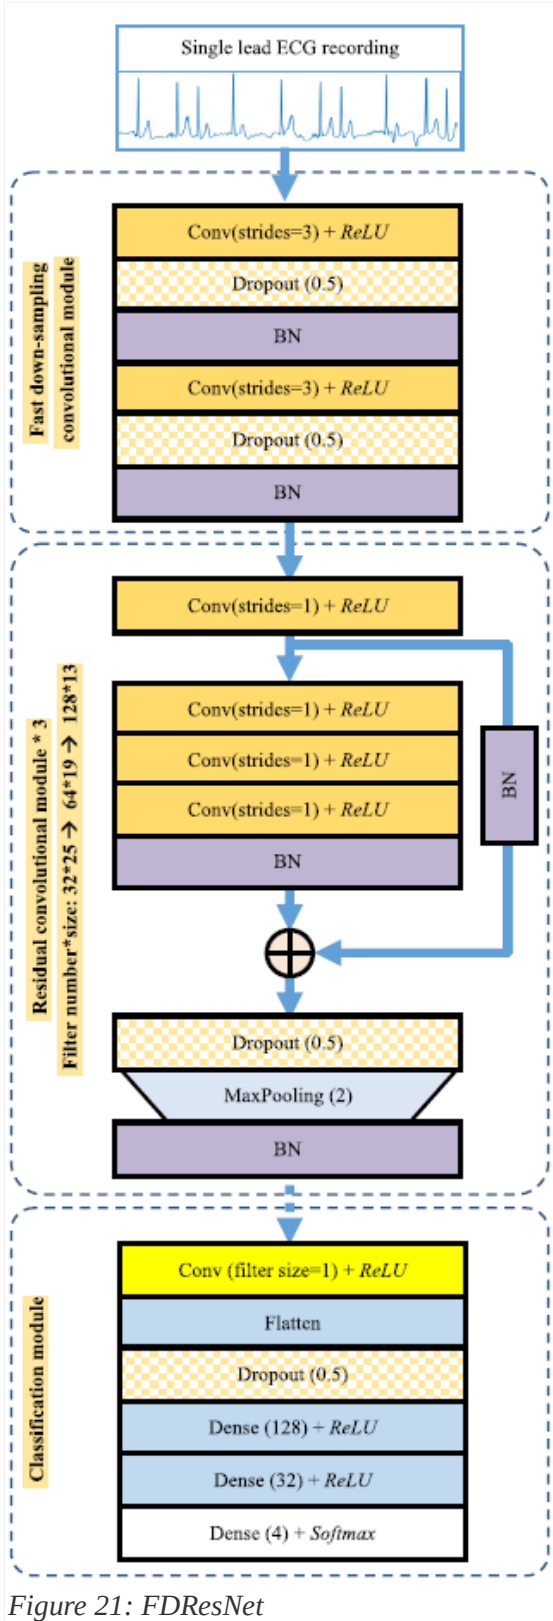 Single lead ECG recording
Fast down-sampling
convolutional module
Conv(strides=3) + ReLU
Dropout (0.5)
BN
Conv(strides=3) + ReLU
Dropout (0.5)
BN
Residual convolutional module * 3
Filter number*size: 32*25 → 64*19 → 128*13
Conv(strides=1) + ReLU
Conv(strides=1) + ReLU
Conv(strides=1) + ReLU
Conv(strides=1) + ReLU
BN
BN
Dropout (0.5)
MaxPooling (2)
BN
Classification module
Conv (filter size=1) + ReLU
Flatten
Dropout (0.5)
Dense (128) + ReLU
Dense (32) + ReLU
Dense (4) + Softmax
Figure 21: FDResNet